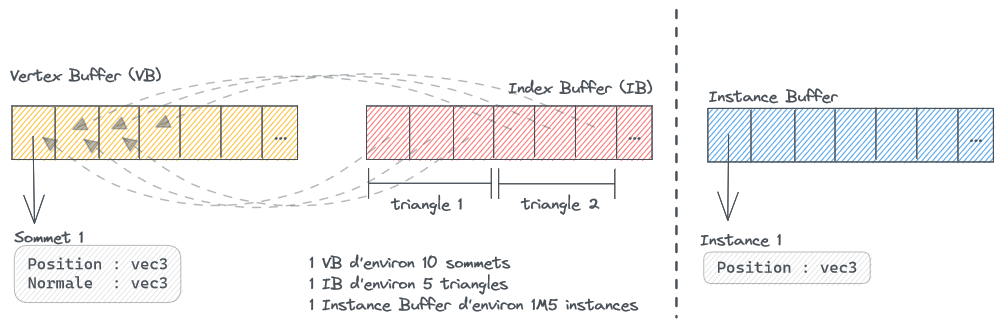 Vertex Buffer (VB)
...
Sommet 1
Position : vec3
Normale : vec3
Index Buffer (IB)
...
triangle 1
triangle 2
1 VB d'environ 10 sommets
1 IB d'environ 5 triangles
1 Instance Buffer d'environ 1M5 instances
Instance Buffer
...
Instance 1
Position : vec3